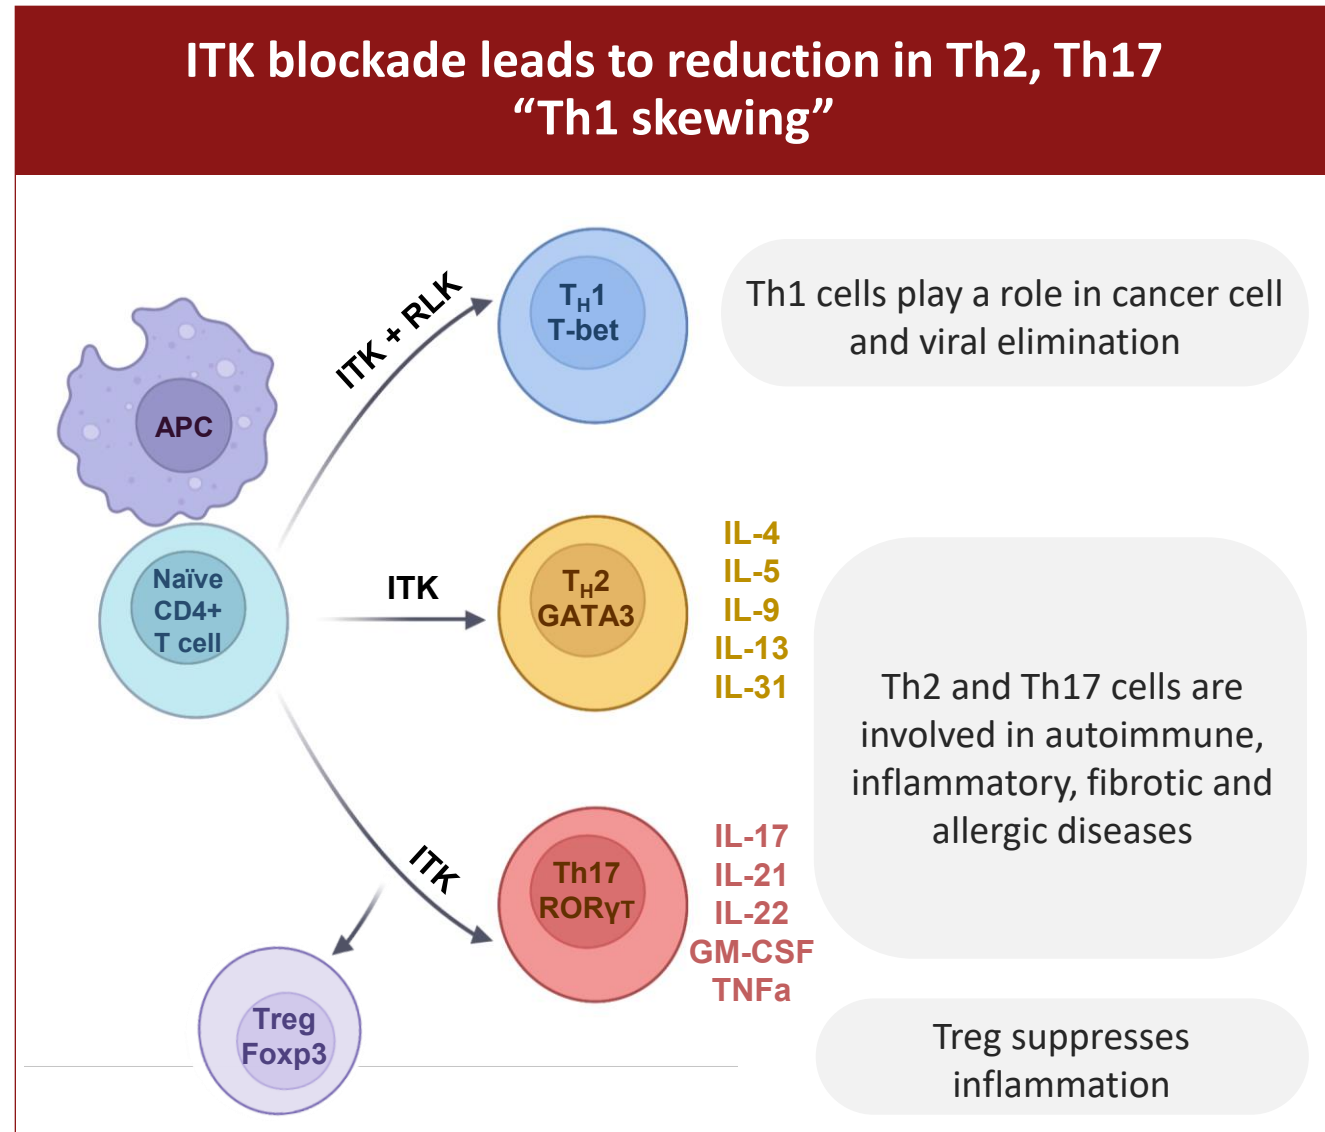 ITK blockade leads to reduction in Th2, Th17
“Th1 skewing”
ITK + RLK
TH1
T-bet
Th1 cells play a role in cancer cell
and viral elimination
APC
Naïve
CD4+
T cell
ITK
TH2
GATA3
IL-4
IL-5
IL-9
IL-13
IL-31
Th2 and Th17 cells are
involved in autoimmune,
inflammatory, fibrotic and
allergic diseases
ITK
Th17
RORγT
IL-17
IL-21
IL-22
GM-CSF
TNFa
Treg
Foxp3
Treg suppresses
inflammation